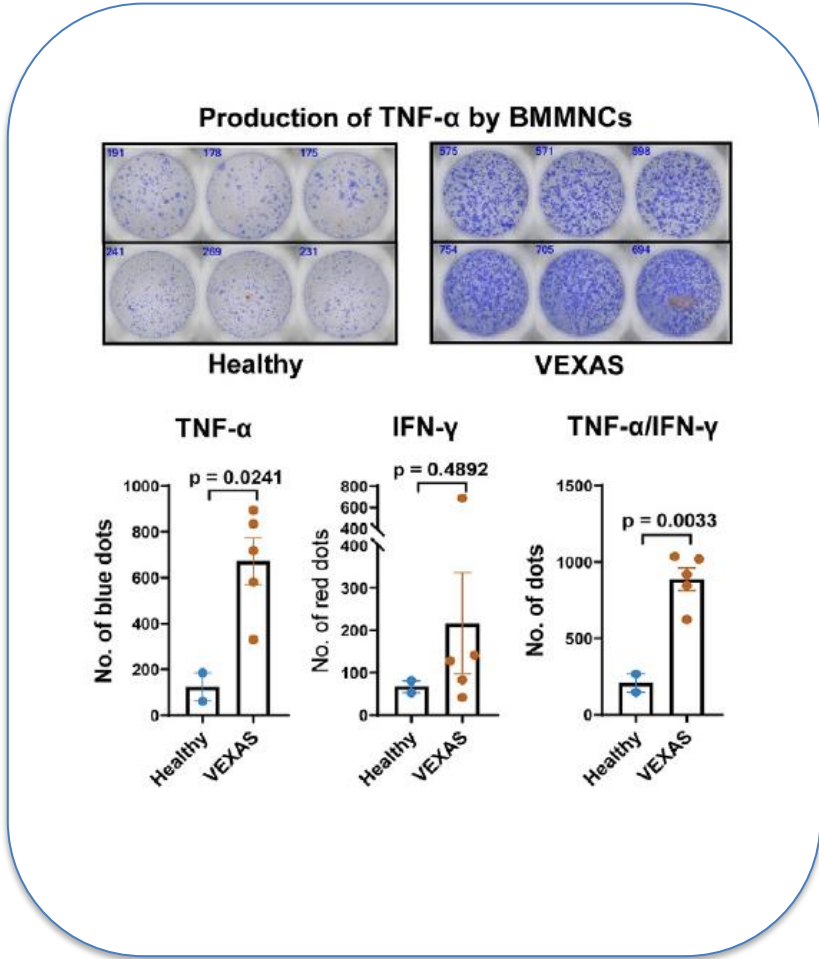 Production of TNF-α by BMMNCs
191 178 175
241 269 231
575 571 598
754 705 694
Healthy
VEXAS
TNF-α
No. of blue dots
1000
800
600
400
200
0
p = 0.0241
Healthy
VEXAS
IFN-γ
No. of red dots
800
600
400
400
300
200
100
0
p = 0.4892
Healthy
VEXAS
TNF-α/IFN-γ
No. of dots
1500
1000
500
0
p = 0.0033
Healthy
VEXAS